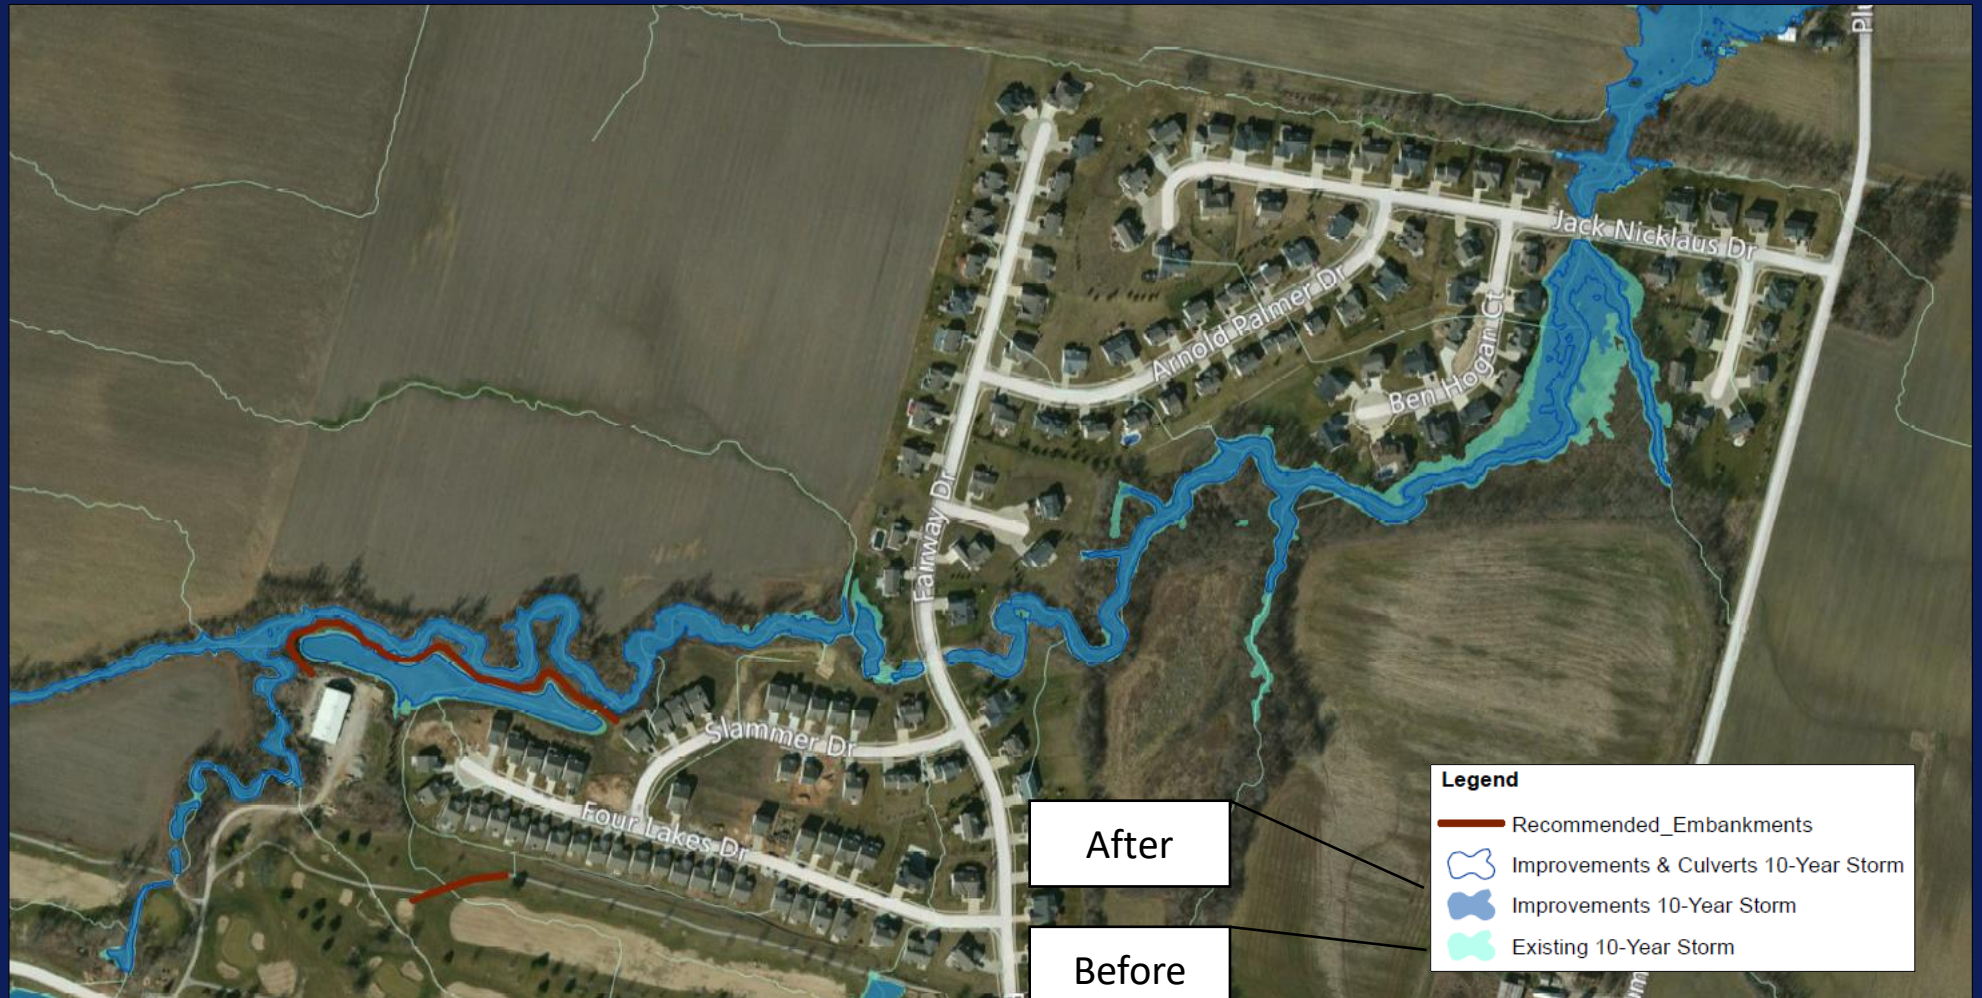 Plu
Jack Nicklaus Dr
Arnold Palmer Dr
Ben Hogan Ct
Fairway Dr
Slammer Dr
Four Lakes Dr
After
Before
Legend
Recommended_Embankments
Improvements & Culverts 10-Year Storm
Improvements 10-Year Storm
Existing 10-Year Storm